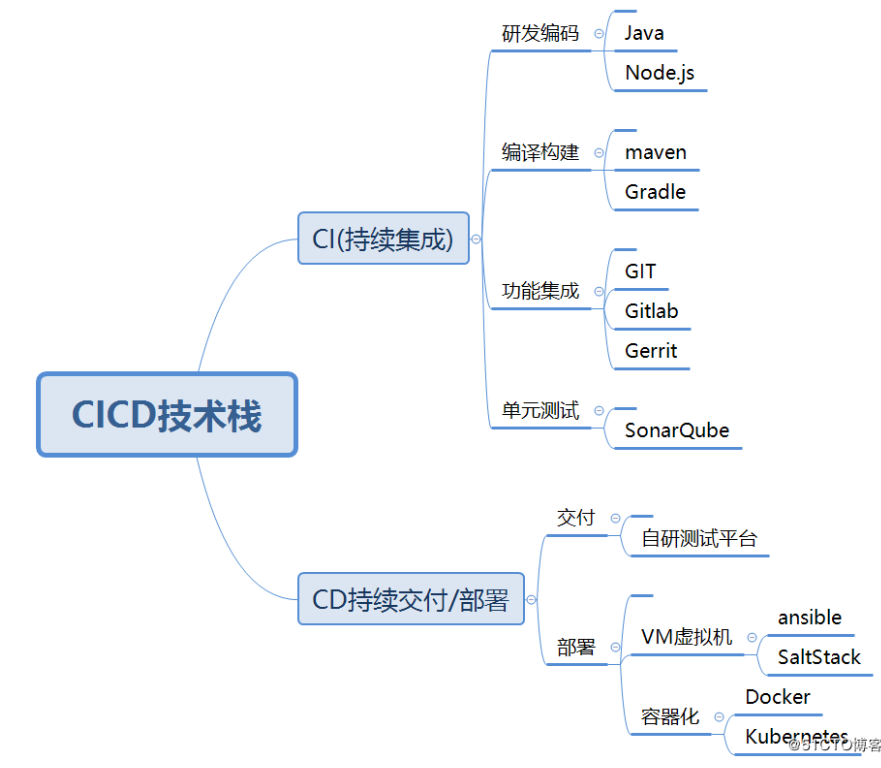 研发编码
Java
Node.js
编译构建
maven
Gradle
CI(持续集成)
功能集成
GIT
Gitlab
Gerrit
CICD技术栈
单元测试
SonarQube
交付
自研测试平台
CD持续交付/部署
部署
VM虚拟机
ansible
SaltStack
容器化
Docker
Kubernetes
@51CTO博客